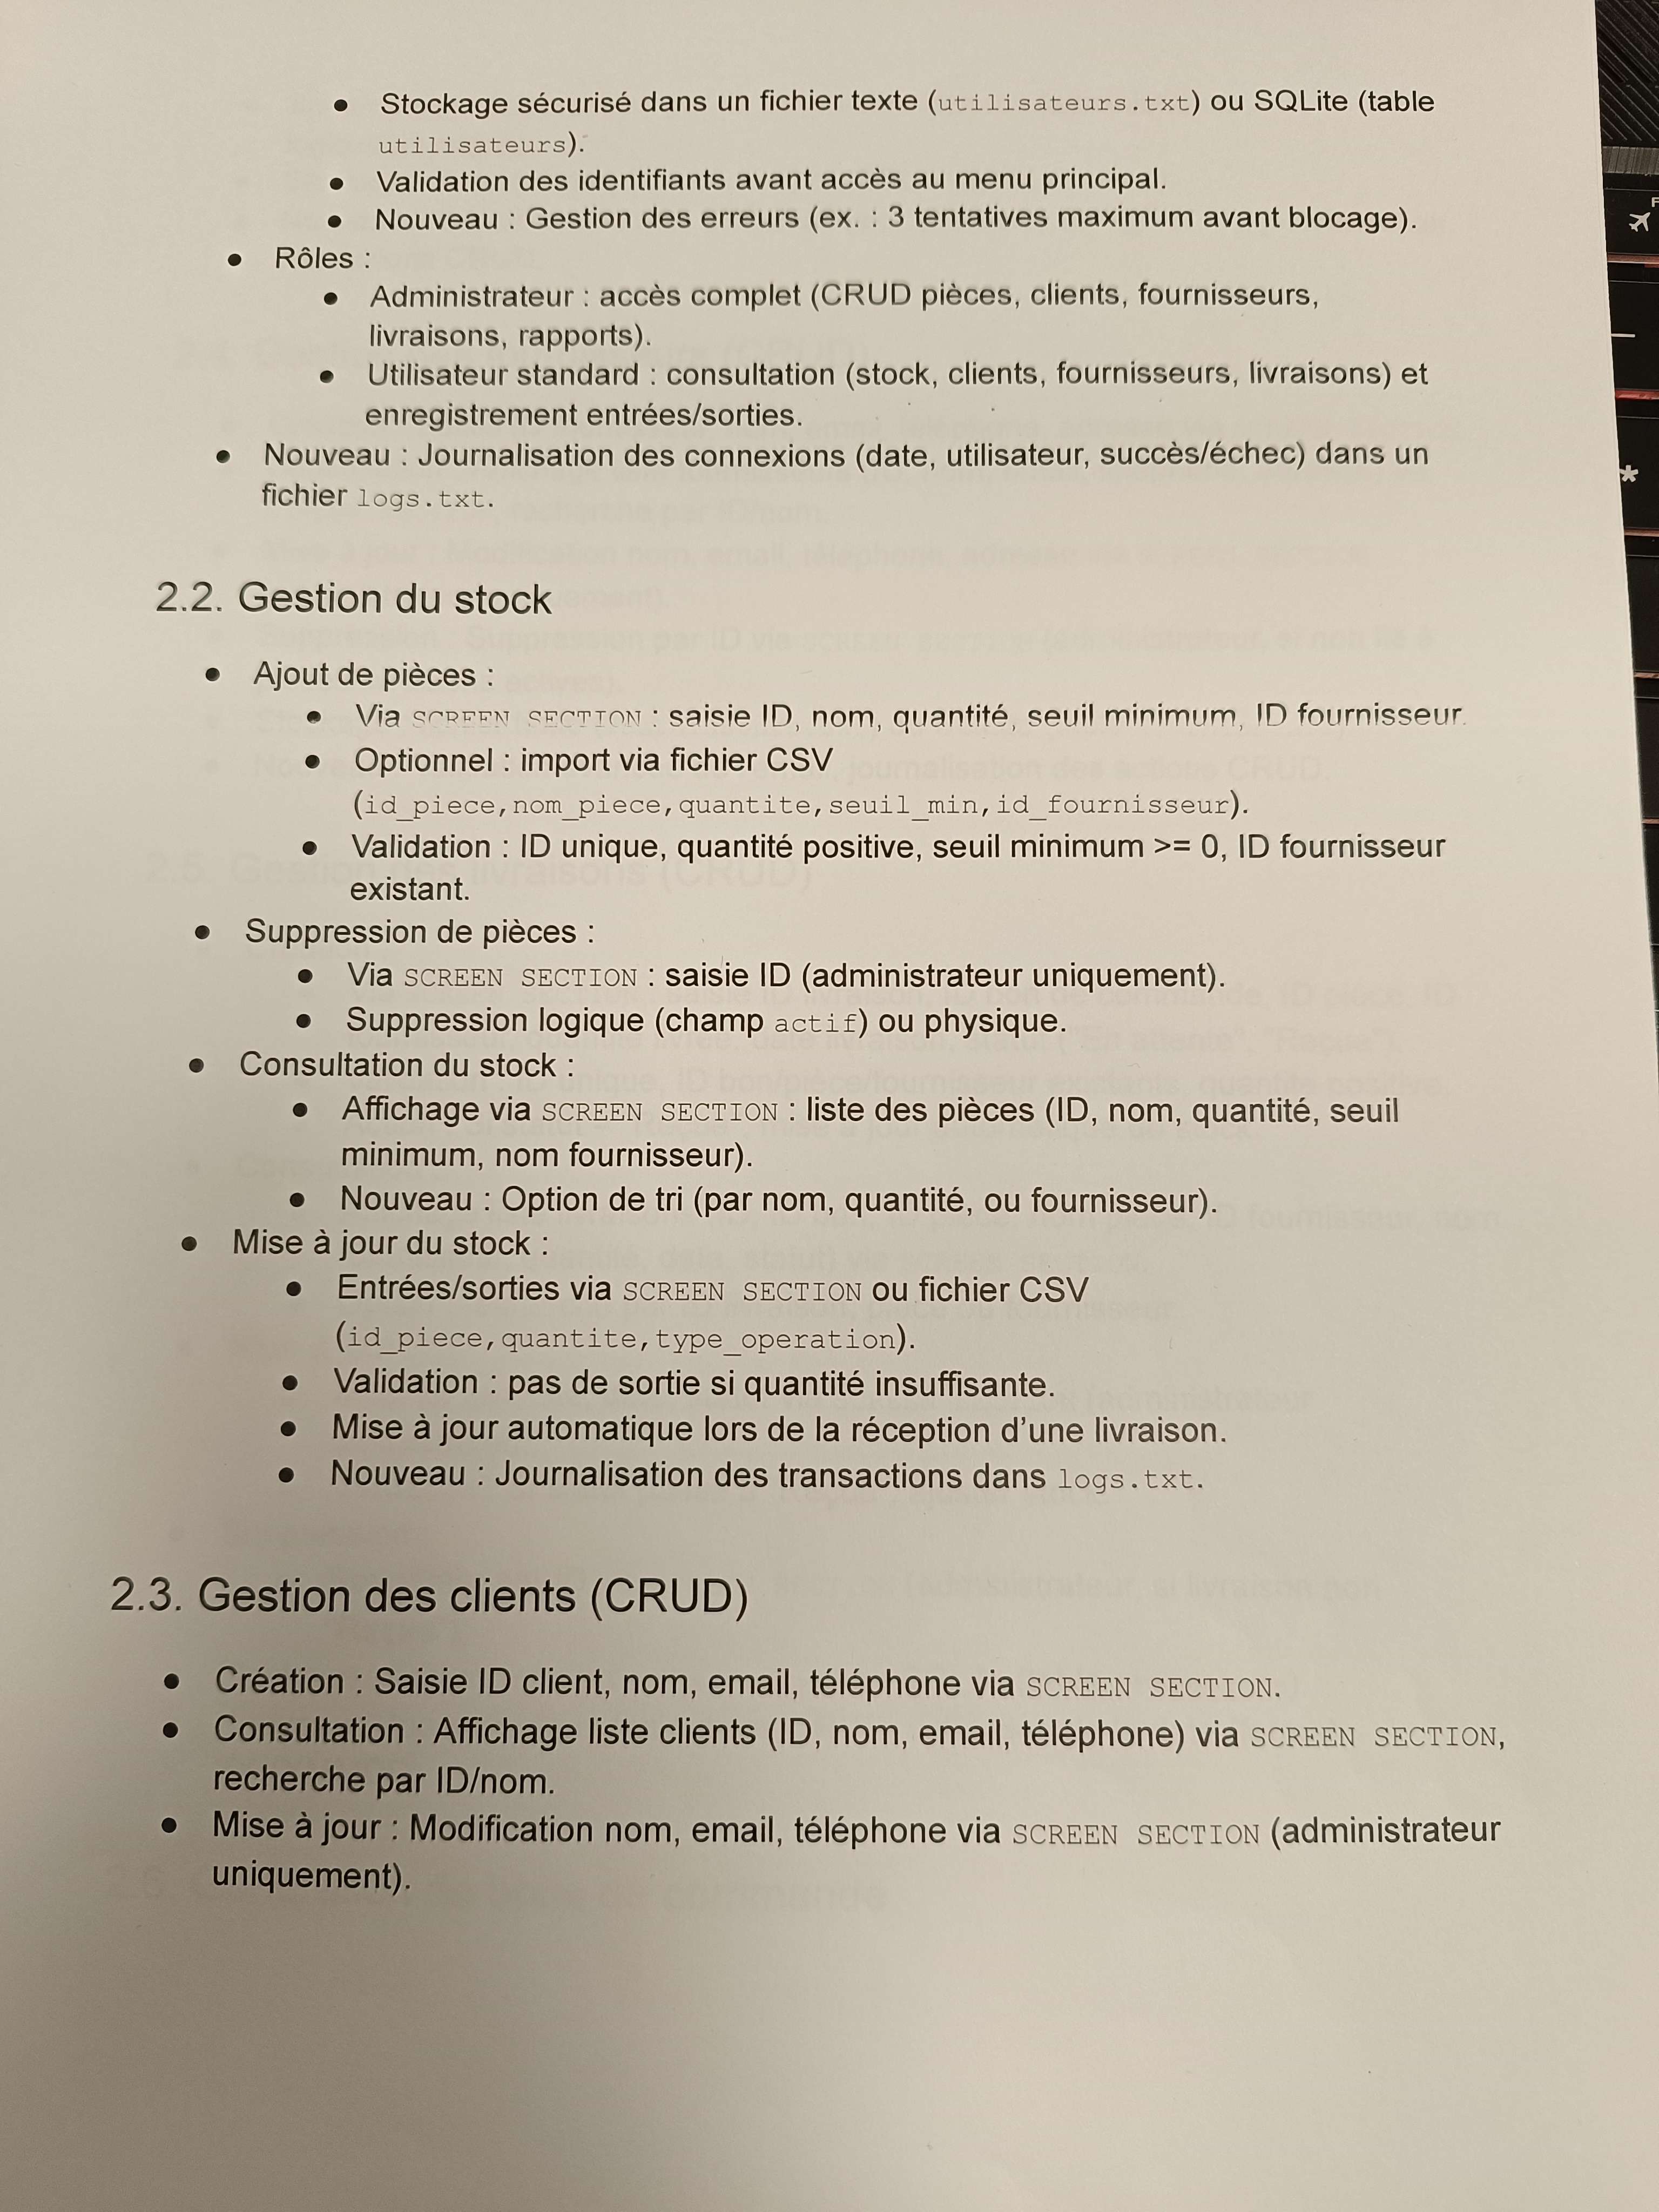 • Stockage sécurisé dans un fichier texte (utilisateurs.txt) ou SQLite (table
utilisateurs).
• Validation des identifiants avant accès au menu principal.
• Nouveau : Gestion des erreurs (ex. : 3 tentatives maximum avant blocage).
• Rôles :
• Administrateur : accès complet (CRUD pièces, clients, fournisseurs,
livraisons, rapports).
• Utilisateur standard : consultation (stock, clients, fournisseurs, livraisons) et
enregistrement entrées/sorties.
• Nouveau : Journalisation des connexions (date, utilisateur, succès/échec) dans un
fichier logs.txt.
2.2. Gestion du stock
• Ajout de pièces :
• Via SCREEN SECTION : saisie ID, nom, quantité, seuil minimum, ID fournisseur.
• Optionnel : import via fichier CSV
(id_piece,nom_piece,quantite,seuil_min,id_fournisseur).
• Validation : ID unique, quantité positive, seuil minimum >= 0, ID fournisseur
existant.
• Suppression de pièces :
• Via SCREEN SECTION : saisie ID (administrateur uniquement).
• Suppression logique (champ actif) ou physique.
• Consultation du stock :
• Affichage via SCREEN SECTION : liste des pièces (ID, nom, quantité, seuil
minimum, nom fournisseur).
• Nouveau : Option de tri (par nom, quantité, ou fournisseur).
• Mise à jour du stock :
• Entrées/sorties via SCREEN SECTION ou fichier CSV
(id_piece,quantite,type_operation).
• Validation : pas de sortie si quantité insuffisante.
• Mise à jour automatique lors de la réception d’une livraison.
• Nouveau : Journalisation des transactions dans logs.txt.
2.3. Gestion des clients (CRUD)
• Création : Saisie ID client, nom, email, téléphone via SCREEN SECTION.
• Consultation : Affichage liste clients (ID, nom, email, téléphone) via SCREEN SECTION,
recherche par ID/nom.
• Mise à jour : Modification nom, email, téléphone via SCREEN SECTION (administrateur
uniquement).